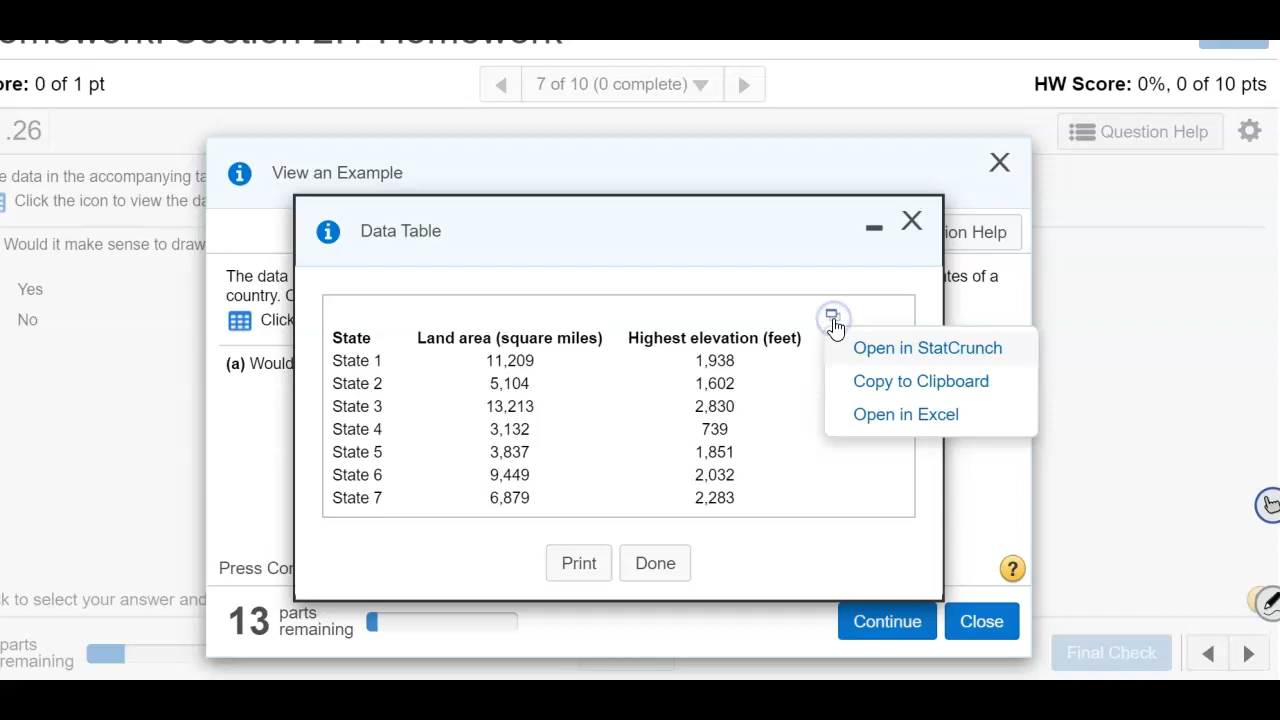 ore: 0 of 1 pt
7 of 10 (0 complete)
HW Score: 0%, 0 of 10 pts
.26
Question Help
e data in the accompanying ta
Click the icon to view the da
Would it make sense to draw
Yes
No
k to select your answer and
parts
remaining
Final Check
View an Example
ion Help
The data
tes of a
country. C
Click
(a) Would
Press Con
13 parts
remaining
Continue
Close
Data Table
State Land area (square miles) Highest elevation (feet)
State 1 11,209 1,938
State 2 5,104 1,602
State 3 13,213 2,830
State 4 3,132 739
State 5 3,837 1,851
State 6 9,449 2,032
State 7 6,879 2,283
Open in StatCrunch
Copy to Clipboard
Open in Excel
Print
Done
?